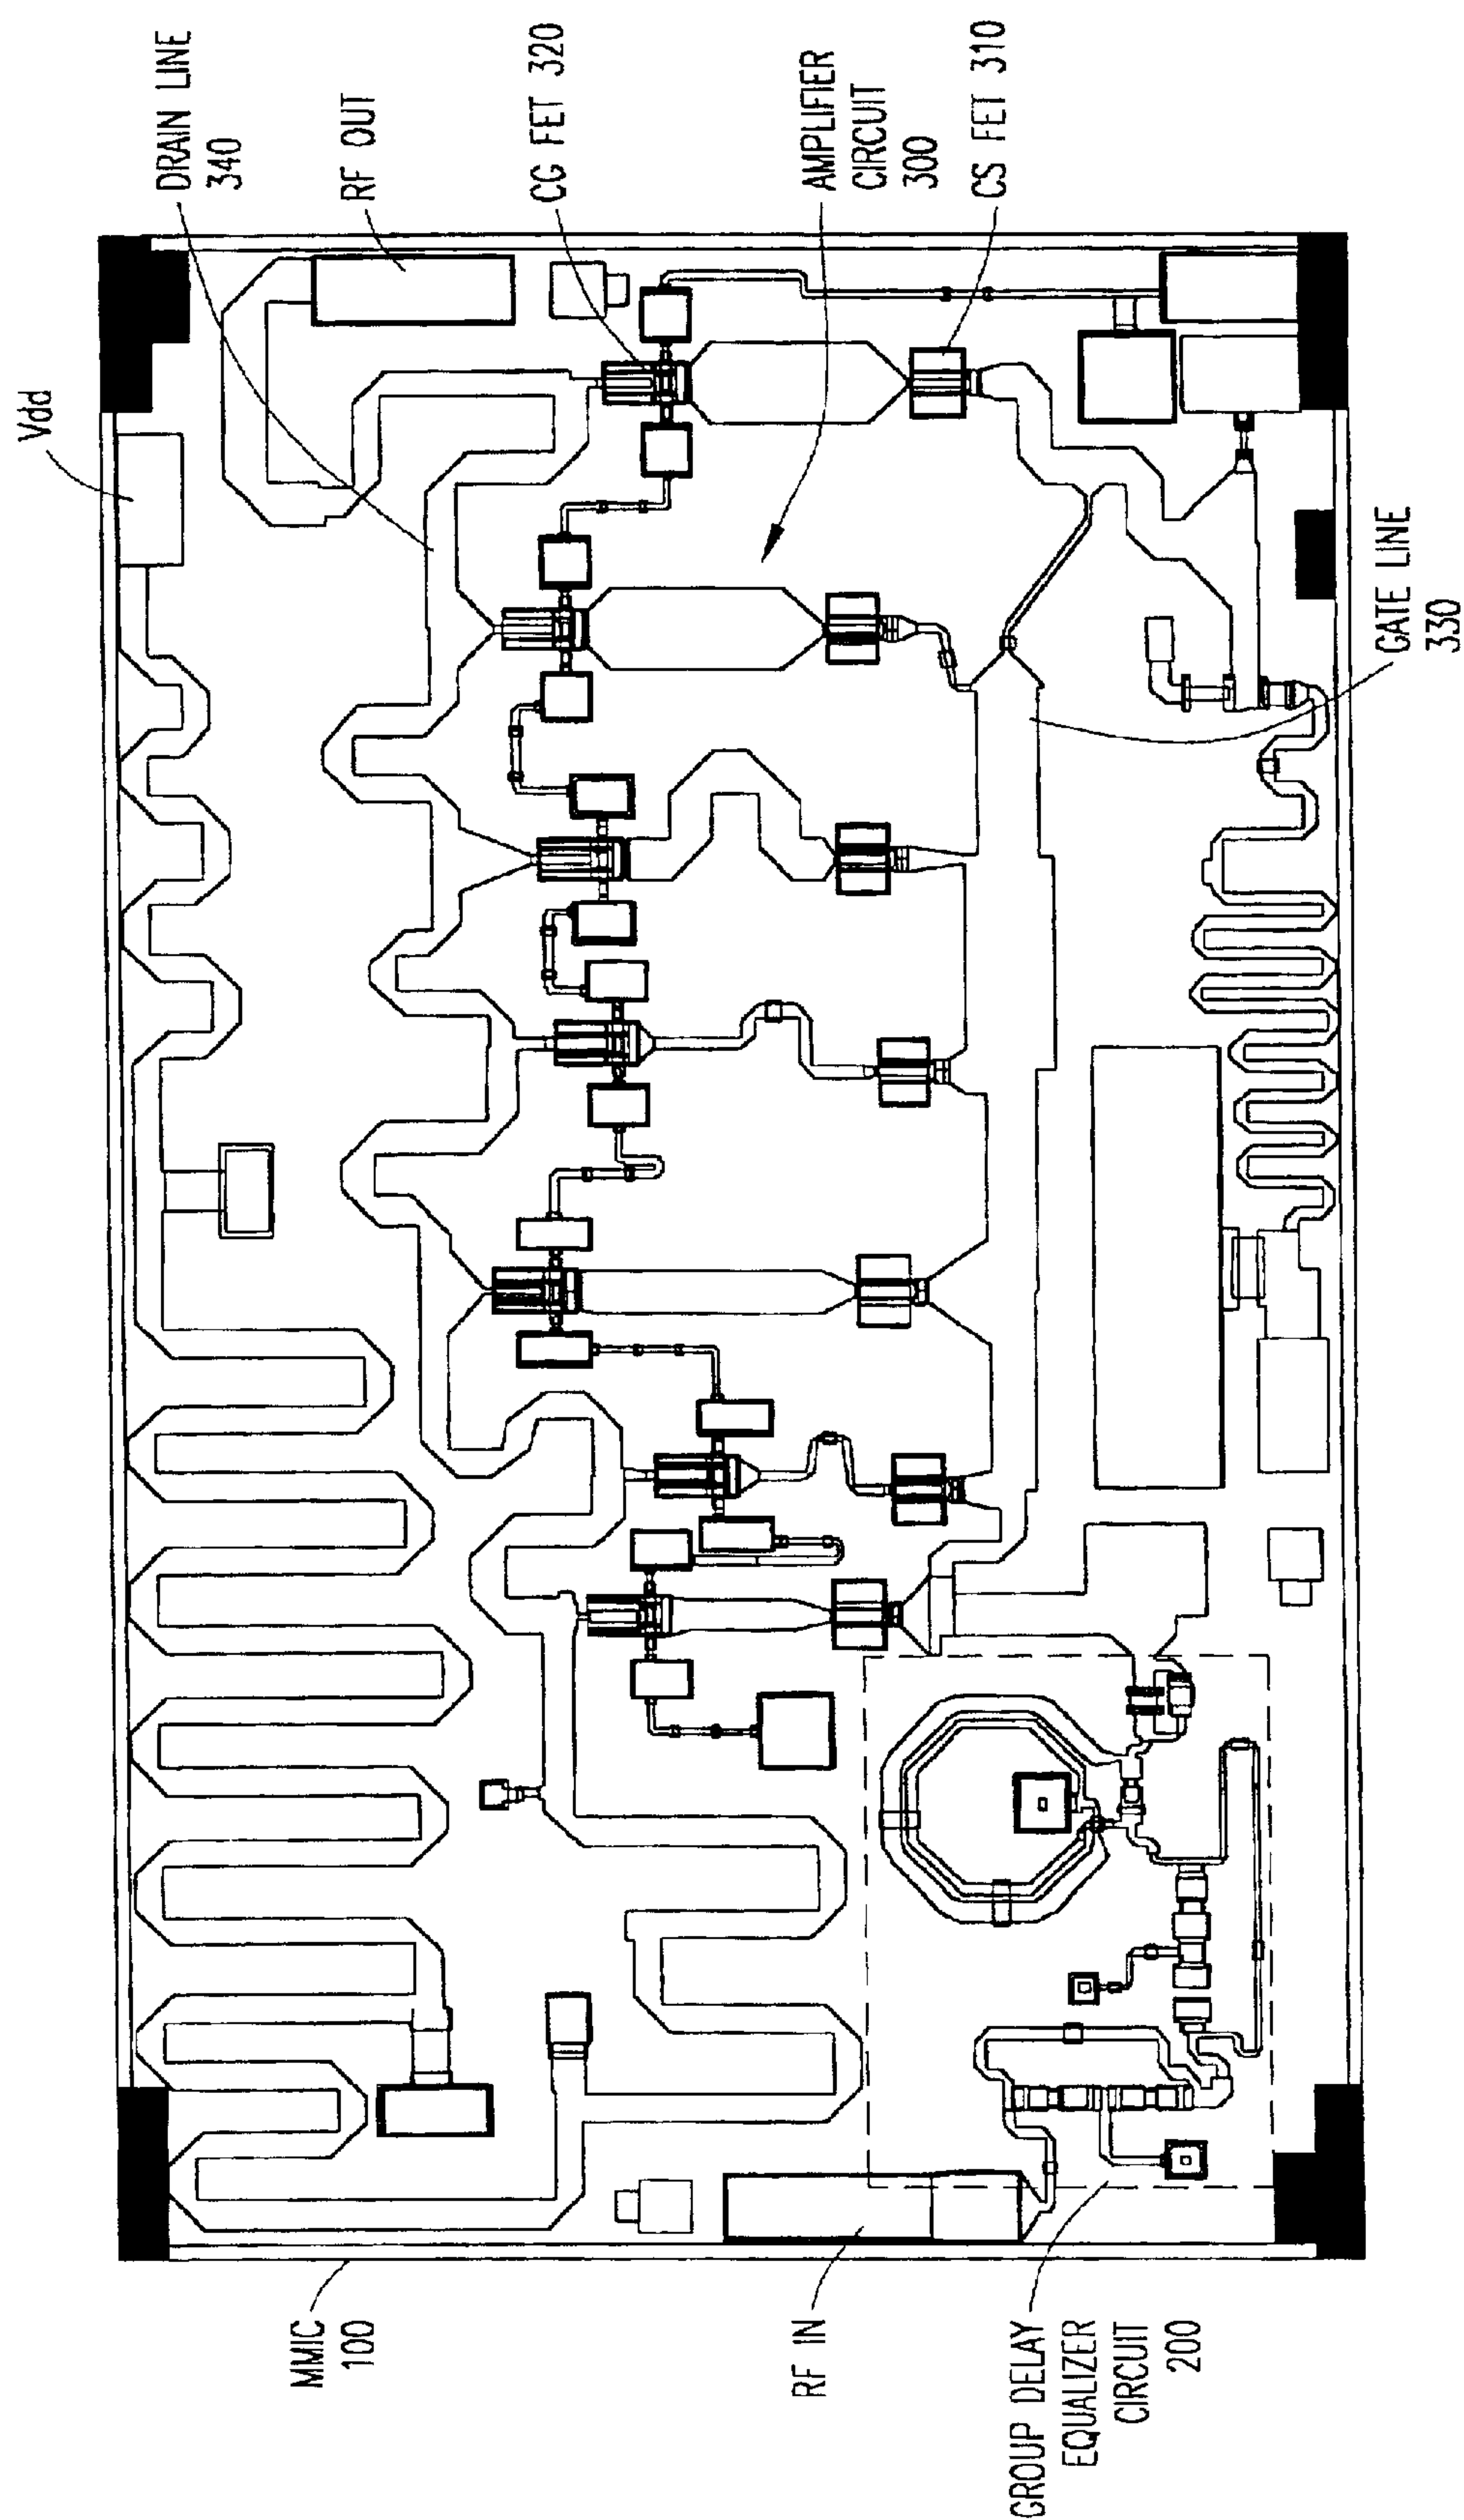 Vdd
DRAIN LINE
340
RF OUT
CG FET 320
AMPLIFIER
CIRCUIT
300
CS FET 310
GATE LINE
330
MMIC
100
RF IN
GROUP DELAY
EQUALIZER
CIRCUIT
200